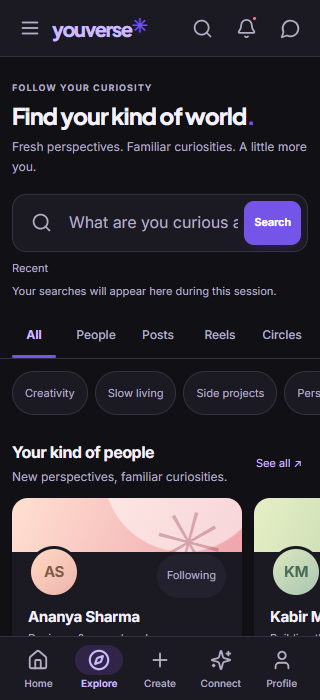 youverse
FOLLOW YOUR CURIOSITY
Find your kind of world.
Fresh perspectives. Familiar curiosities. A little more
you.
What are you curious a
Search
Recent
Your searches will appear here during this session.
All People Posts Reels Circles
Creativity Slow living Side projects Pers
Your kind of people
New perspectives, familiar curiosities.
See all ↗
AS
Following
KM
Ananya Sharma
Kabir M
Home Explore Create Connect Profile